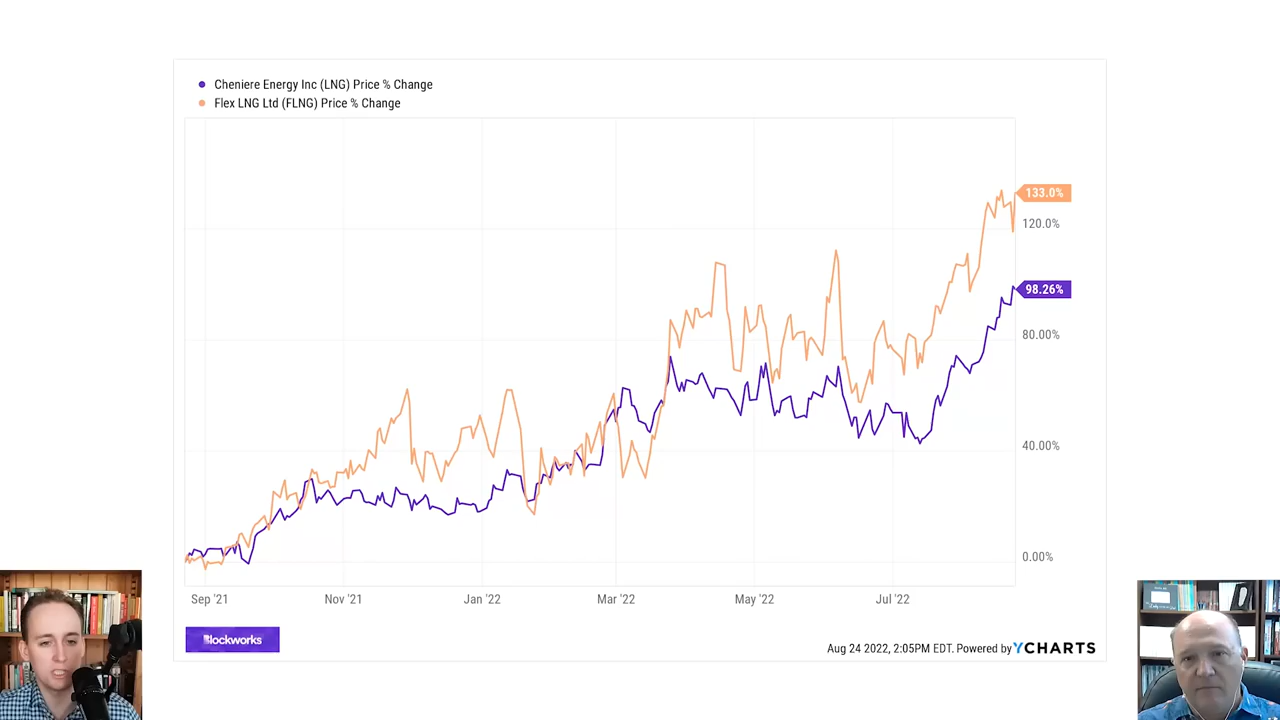 Cheniere Energy Inc (LNG) Price % Change
Flex LNG Ltd (FLNG) Price % Change
133.0%
120.0%
98.26%
80.00%
40.00%
0.00%
Sep '21 Nov '21 Jan '22 Mar '22 May '22 Jul '22
Blockworks
Aug 24 2022, 2:05PM EDT. Powered by YCHARTS